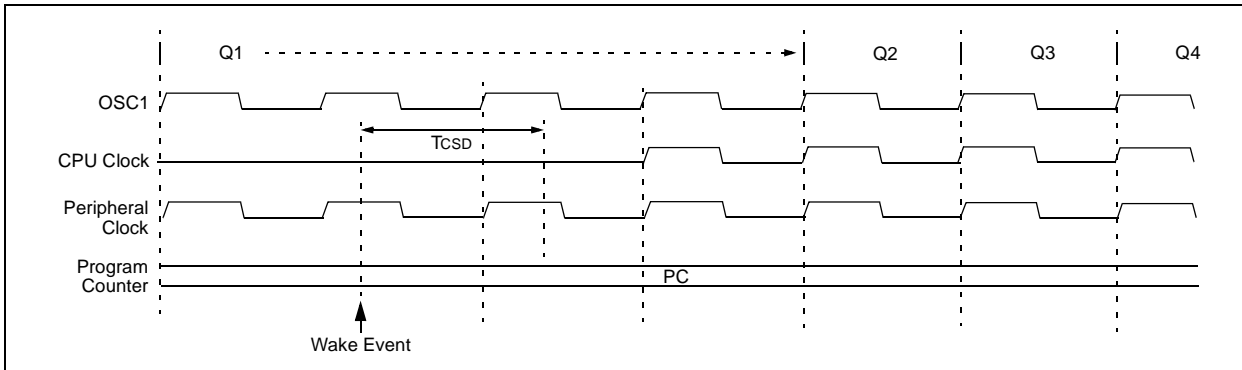 Q1 Q2 Q3 Q4
OSC1
TCSD
CPU Clock
Peripheral
Clock
Program
Counter
PC
Wake Event